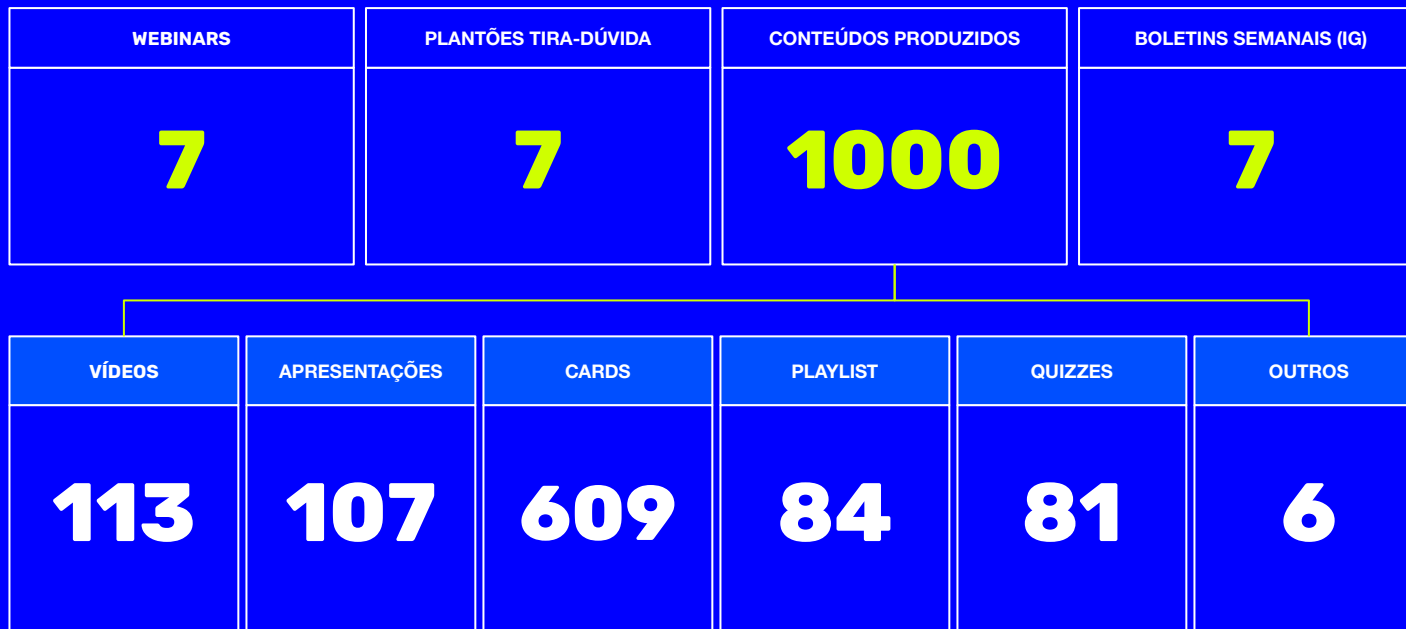 WEBINARS
PLANTÕES TIRA-DÚVIDA
CONTEÚDOS PRODUZIDOS
BOLETINS SEMANAIS (IG)
7
7
1000
7
VÍDEOS
APRESENTAÇÕES
CARDS
PLAYLIST
QUIZZES
OUTROS
113
107
609
84
81
6